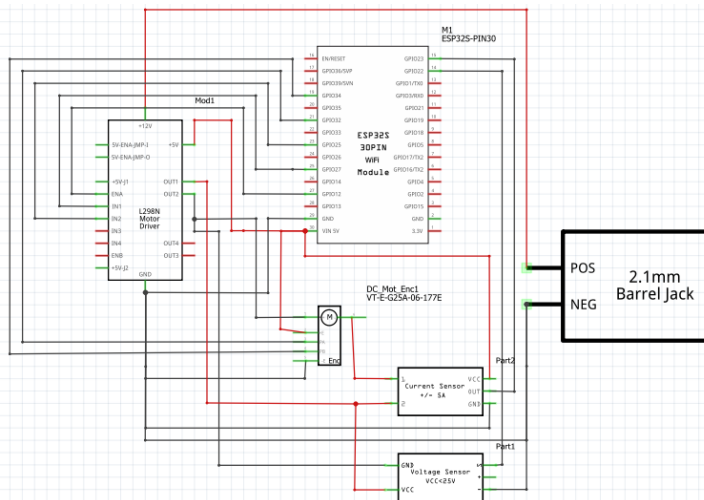 M1
ESP32S-PIN30
EN/RESET
GPIO36/SVP
GPIO39/SVN
GPIO34
GPIO35
GPIO32
GPIO33
GPIO25
GPIO26
GPIO27
GPIO14
GPIO12
GPIO13
GND
VIN 5V
ESP32S
30PIN
WiFi
Module
GPIO23
GPIO22
GPIO1/TX0
GPIO3/RX0
GPIO21
GPIO19
GPIO18
GPIO5
GPIO17/TX2
GPIO16/TX2
GPIO4
GPIO2
GPIO15
GND
3.3V
Mod1
+12V
5V-ENA-JMP-I
5V-ENA-JMP-O
+5V-J1
ENA
IN1
IN2
IN3
IN4
ENB
+5V-J2
+5V
OUT1
OUT2
L298N
Motor
Driver
OUT4
OUT3
GND
POS
NEG
2.1mm
Barrel Jack
DC_Mot_Enc1
VT-E-G25A-06-177E
M
Enc
Part2
1
2
Current Sensor
+/- 5A
VCC
OUT
GND
Part1
GND
VCC
Voltage Sensor
VCC<25V
S
+
-